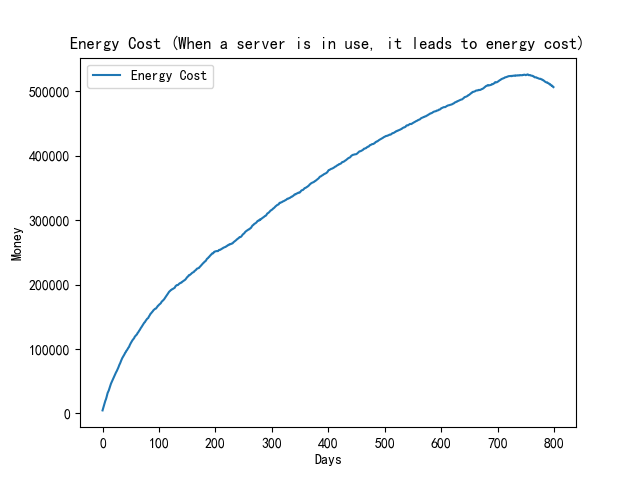 Energy Cost (When a server is in use, it leads to energy cost)
Energy Cost
500000
400000
300000
200000
100000
0
Money
0 100 200 300 400 500 600 700 800
Days